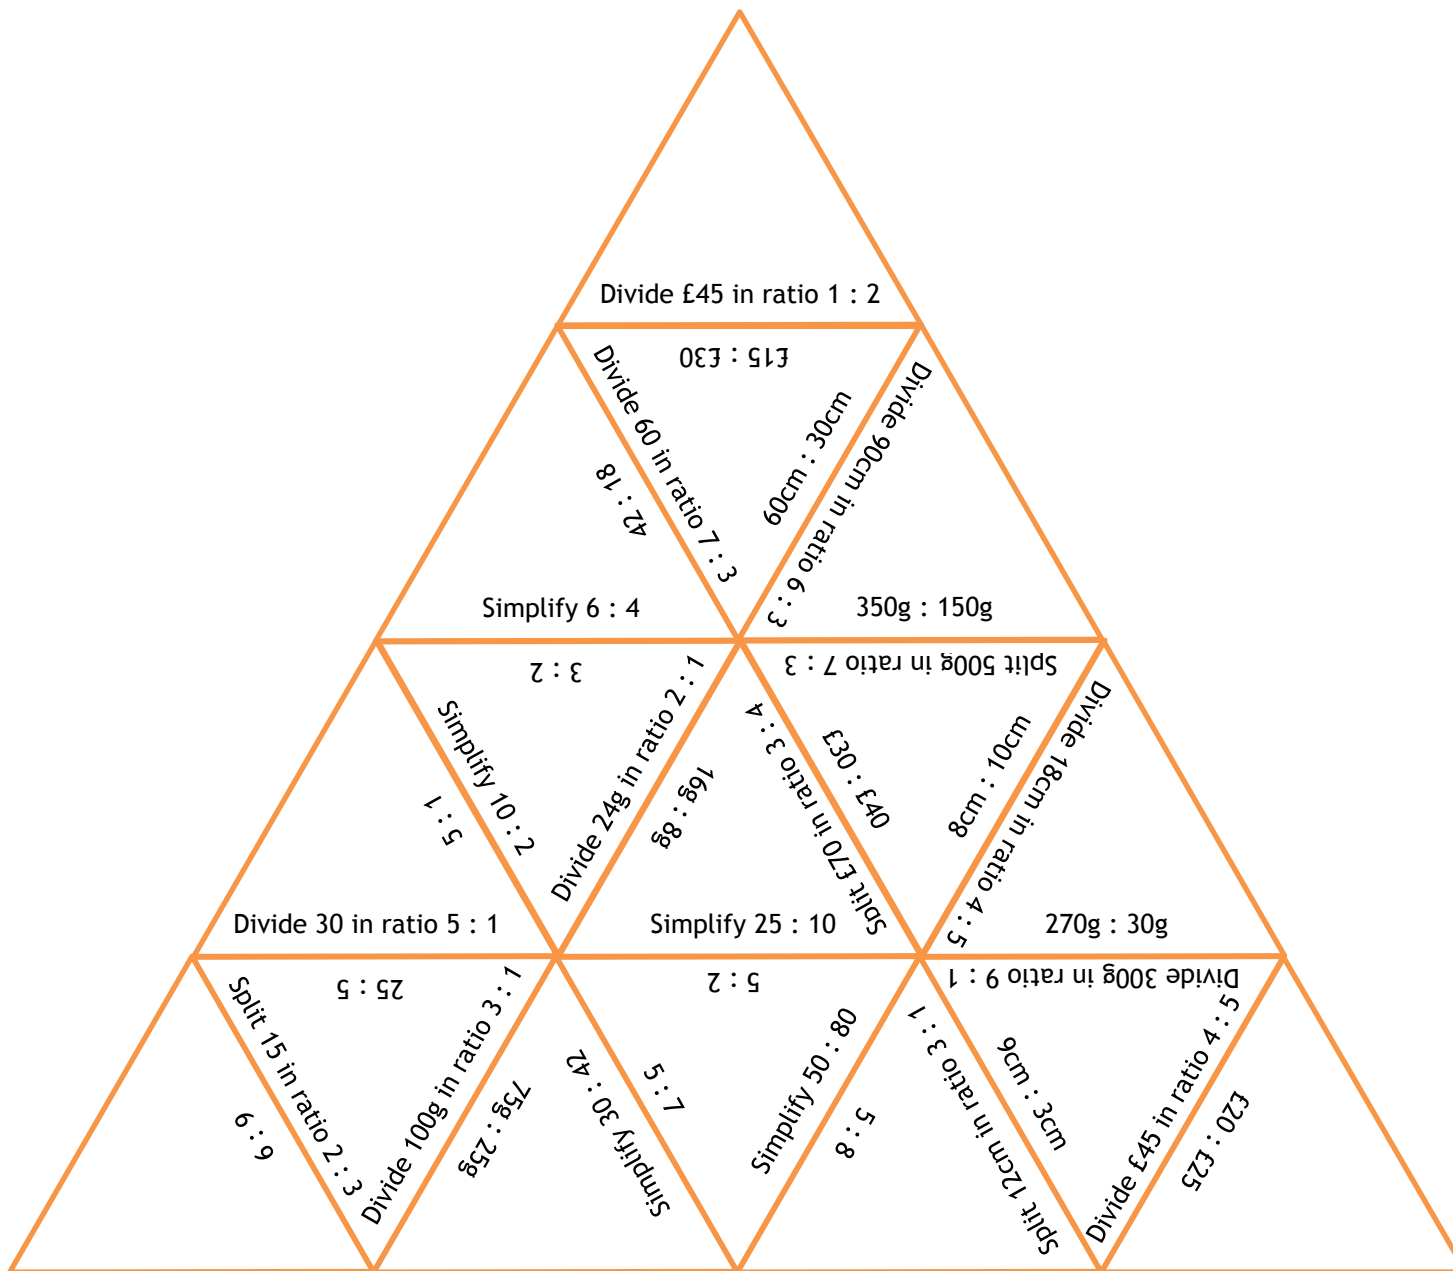 Divide £45 in ratio 1 : 2
£15 : £30
Divide 60 in ratio 7 : 3
42 : 18
60cm : 30cm
Divide 90cm in ratio 6 : 3
Simplify 6 : 4
350g : 150g
3 : 2
Split 500g in ratio 7 : 3
Simplify 10 : 2
5 : 1
Divide 24g in ratio 2 : 1
16g : 8g
Split £70 in ratio 3 : 4
£30 : £40
8cm : 10cm
Divide 18cm in ratio 4 : 5
Divide 30 in ratio 5 : 1
Simplify 25 : 10
270g : 30g
25 : 5
5 : 2
Divide 300g in ratio 9 : 1
Split 15 in ratio 2 : 3
6 : 9
Divide 100g in ratio 3 : 1
75g : 25g
Simplify 30 : 42
5 : 7
Simplify 50 : 80
5 : 8
Split 12cm in ratio 3 : 1
9cm : 3cm
Divide £45 in ratio 4 : 5
£20 : £25